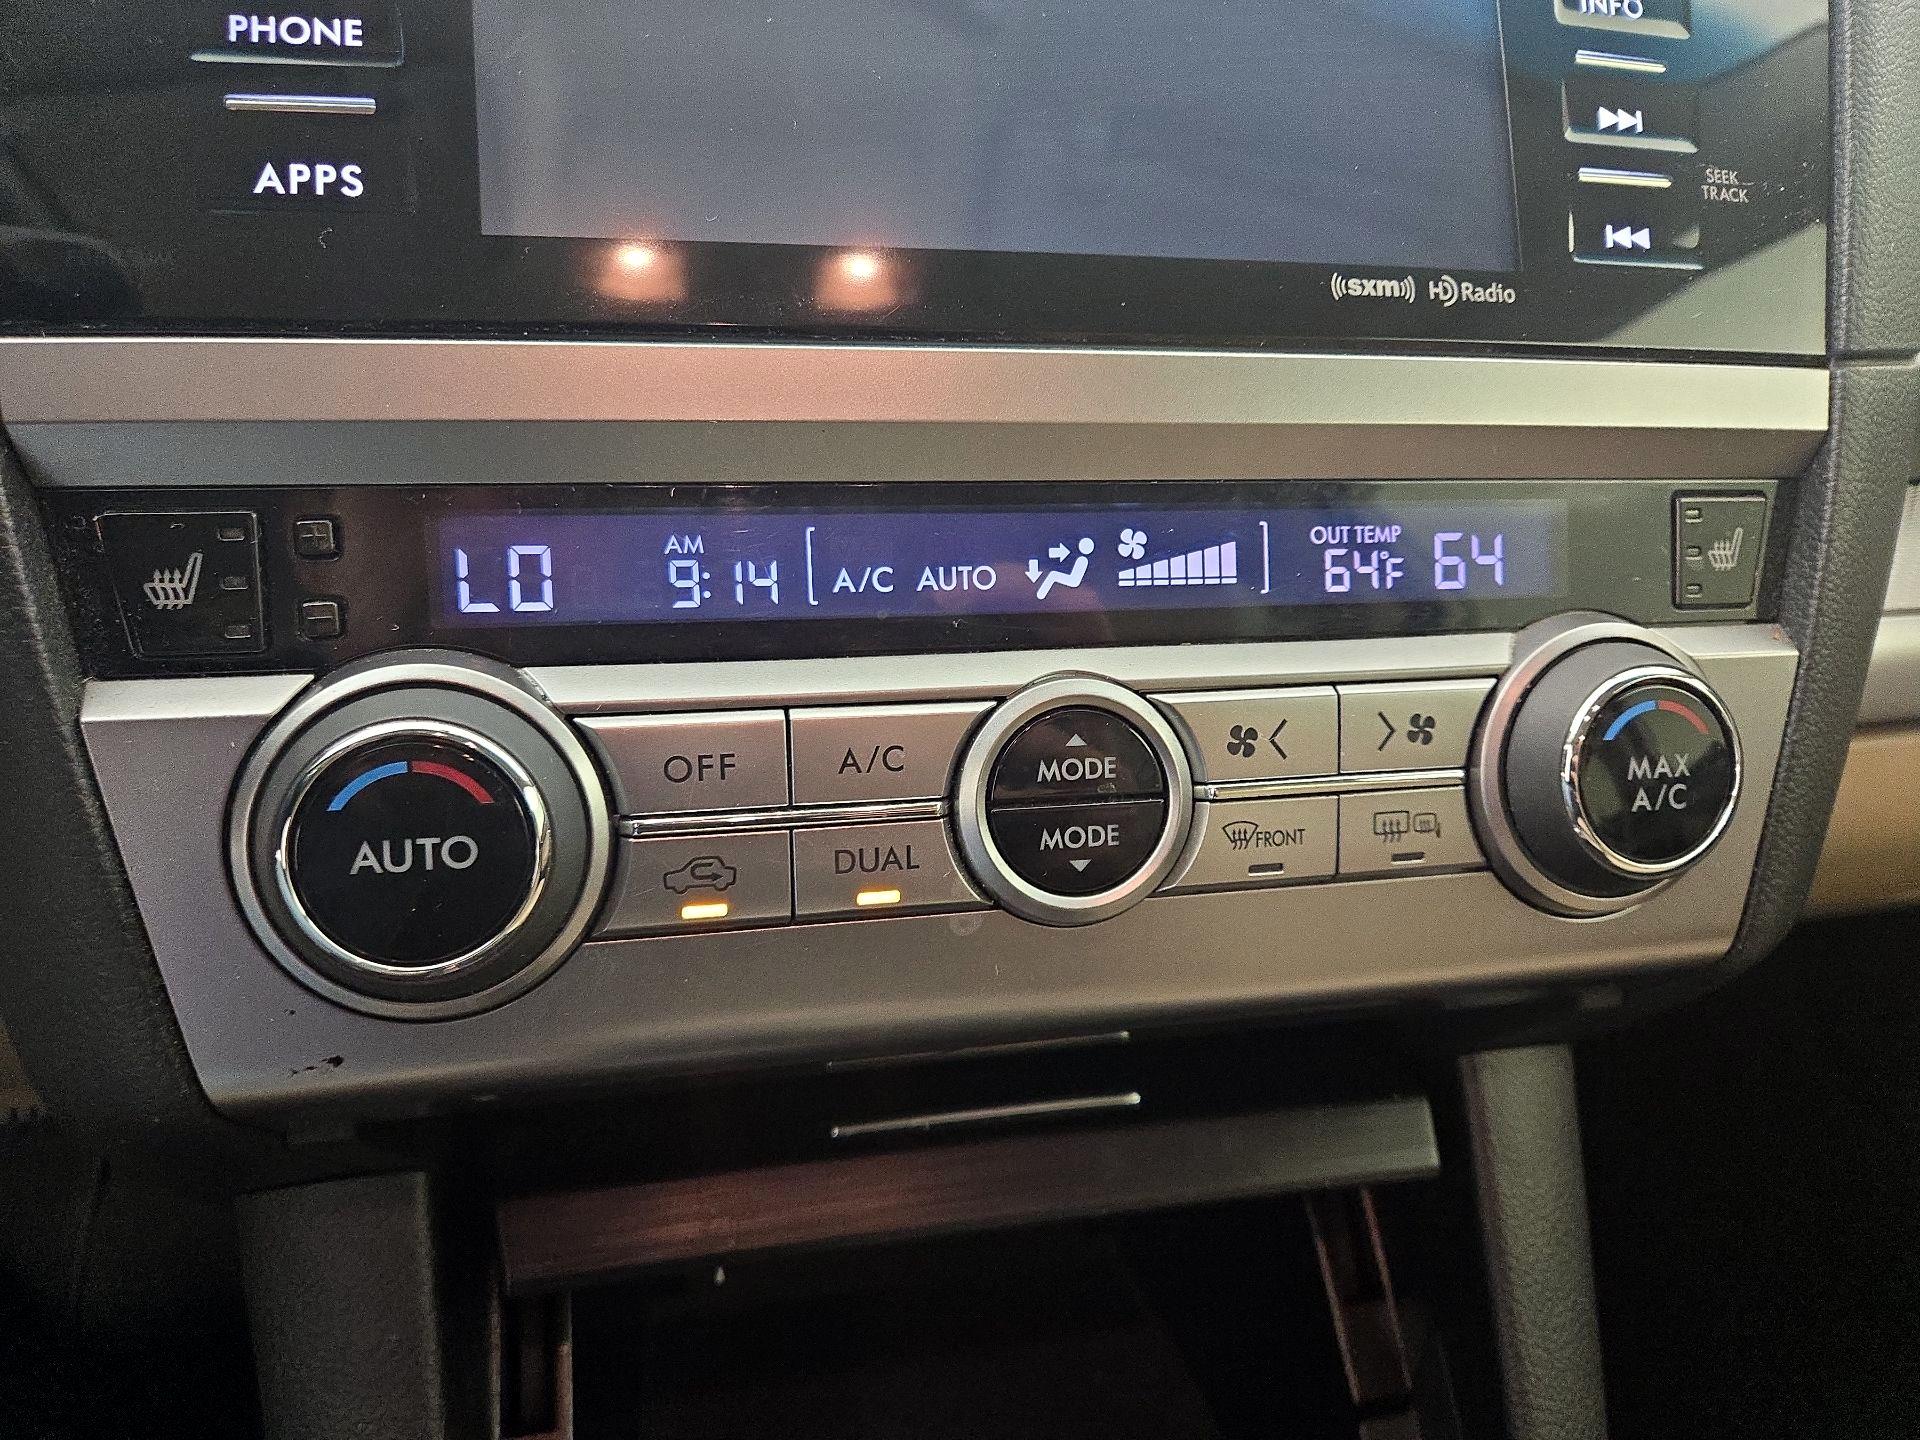 PHONE
APPS
INFO
SEEK
TRACK
((sxm)) HD Radio
LO
AM
9:14
A/C AUTO
OUT TEMP
64°F 64
OFF
A/C
MODE
MODE
AUTO
DUAL
FRONT
MAX
A/C